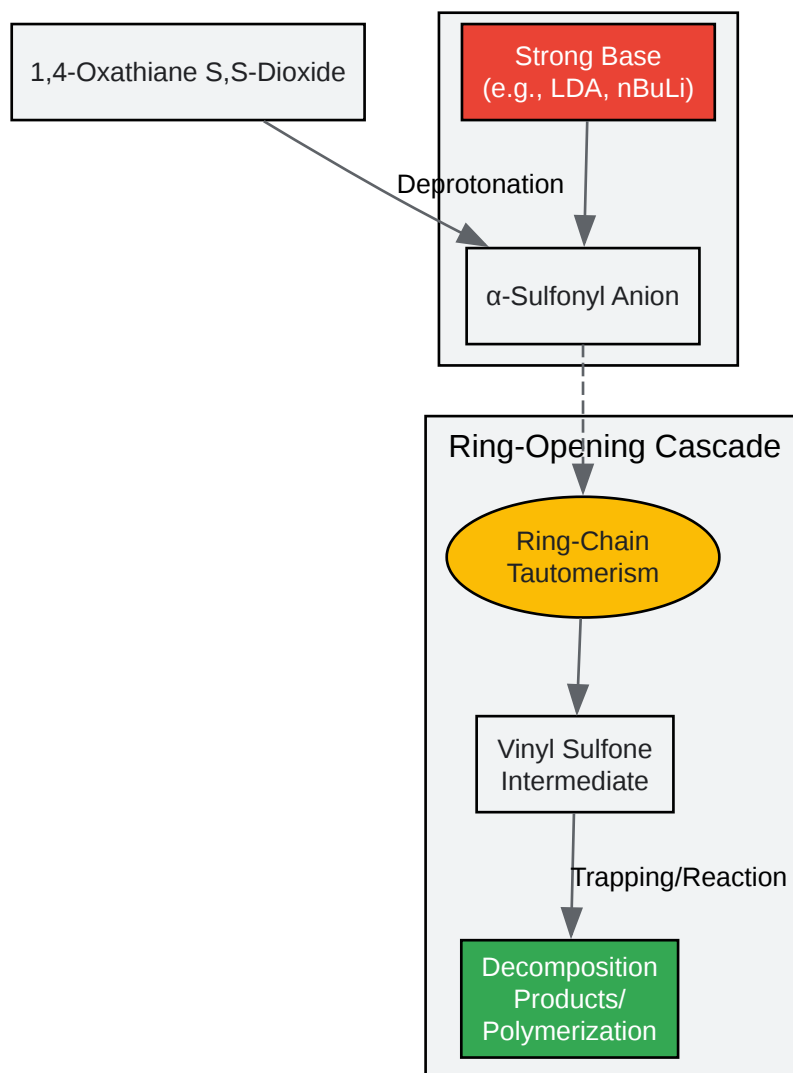 1,4-Oxathiane S,S-Dioxide
Strong Base
(e.g., LDA, nBuLi)
Deprotonation
α-Sulfonyl Anion
Ring-Opening Cascade
Ring-Chain
Tautomerism
Vinyl Sulfone
Intermediate
Trapping/Reaction
Decomposition
Products/
Polymerization